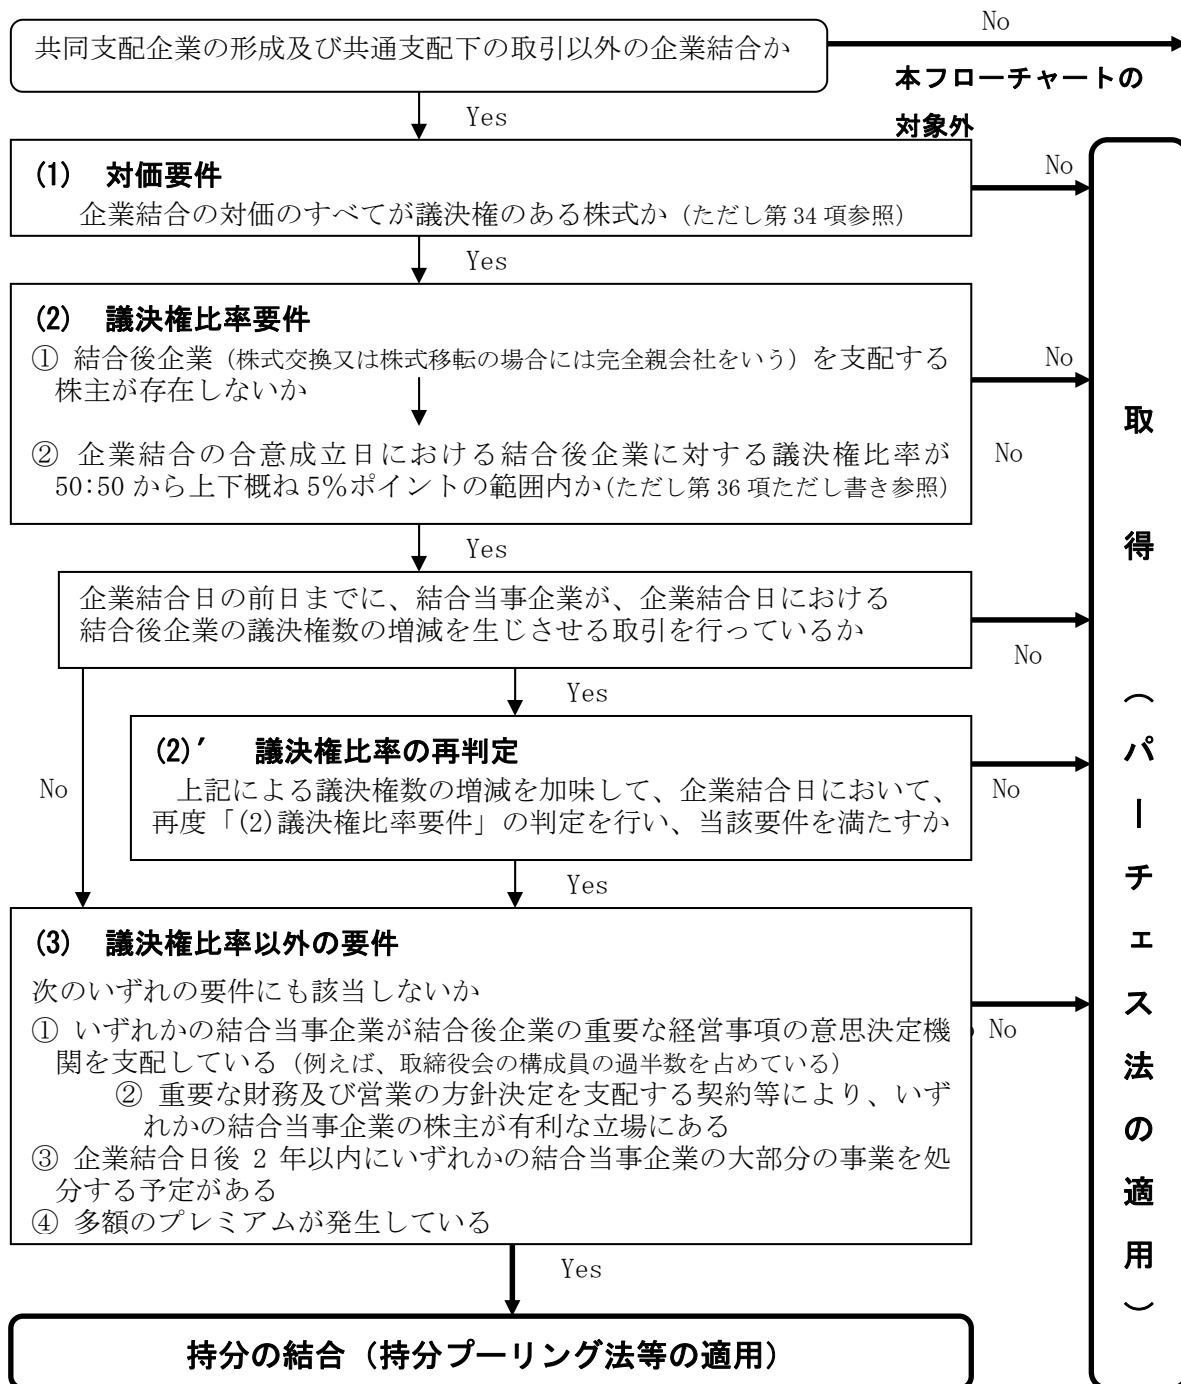 No
共同支配企業の形成及び共通支配下の取引以外の企業結合か
本フローチャートの
対象外
Yes
(1) 対価要件
企業結合の対価のすべてが議決権のある株式か（ただし第34項参照）
No
Yes
(2) 議決権比率要件
① 結合後企業（株式交換又は株式移転の場合には完全親会社をいう）を支配する
株主が存在しないか
No
② 企業結合の合意成立日における結合後企業に対する議決権比率が
50:50から上下概ね5%ポイントの範囲内か（ただし第36項ただし書き参照）
No
Yes
企業結合日の前日までに、結合当事企業が、企業結合日における
結合後企業の議決権数の増減を生じさせる取引を行っているか
No
Yes
(2)′ 議決権比率の再判定
上記による議決権数の増減を加味して、企業結合日において、
再度「(2)議決権比率要件」の判定を行い、当該要件を満たすか
No
No
Yes
(3) 議決権比率以外の要件
次のいずれの要件にも該当しないか
① いずれかの結合当事企業が結合後企業の重要な経営事項の意思決定機
関を支配している（例えば、取締役会の構成員の過半数を占めている）
② 重要な財務及び営業の方針決定を支配する契約等により、いず
れかの結合当事企業の株主が有利な立場にある
③ 企業結合日後 2 年以内にいずれかの結合当事企業の大部分の事業を処
分する予定がある
④ 多額のプレミアムが発生している
No
Yes
持分の結合（持分プーリング法等の適用）
取得（パーチェス法の適用）